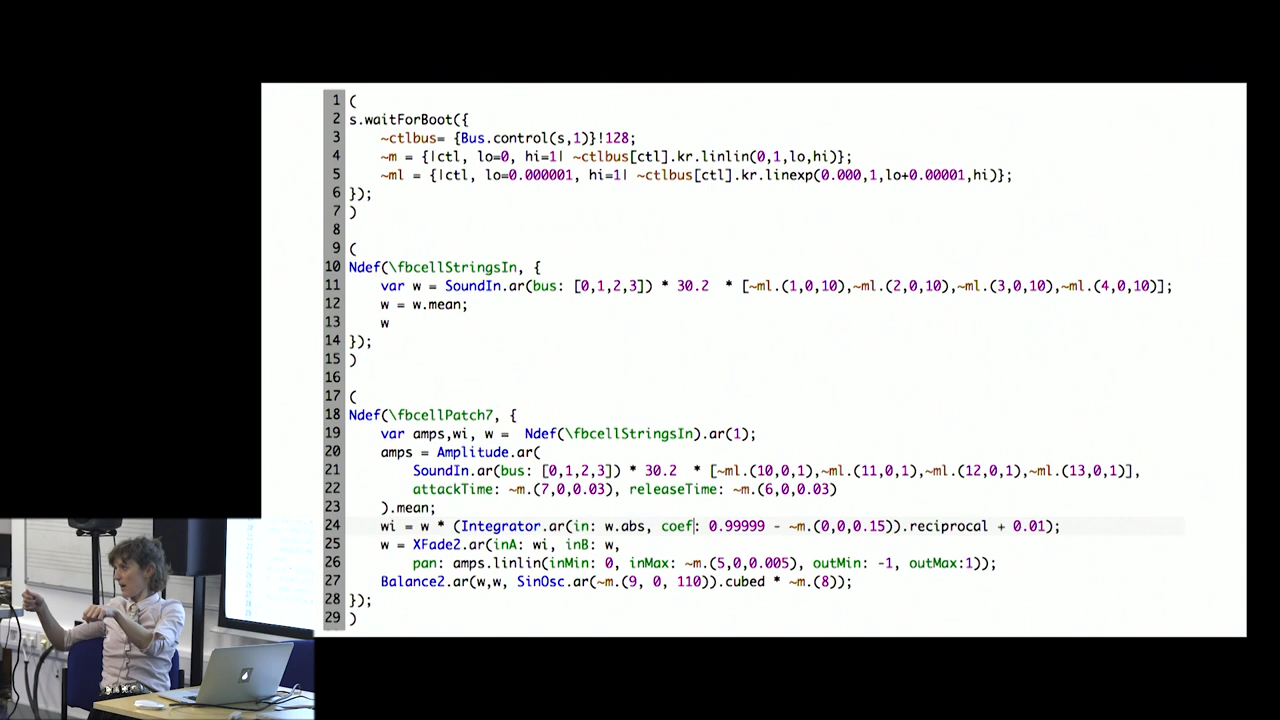 1 (
2 s.waitForBoot({
3 ~ctlbus= {Bus.control(s,1)}!128;
4 ~m = {|ctl, lo=0, hi=1| ~ctlbus[ctl].kr.linlin(0,1,lo,hi)};
5 ~ml = {|ctl, lo=0.000001, hi=1| ~ctlbus[ctl].kr.linexp(0.000,1,lo+0.00001,hi)};
6 });
7 )
8
9 (
10 Ndef(\fbcellStringsIn, {
11 var w = SoundIn.ar(bus: [0,1,2,3]) * 30.2 * [~ml.(1,0,10),~ml.(2,0,10),~ml.(3,0,10),~ml.(4,0,10)];
12 w = w.mean;
13 w
14 });
15 )
16
17 (
18 Ndef(\fbcellPatch7, {
19 var amps,wi, w = Ndef(\fbcellStringsIn).ar(1);
20 amps = Amplitude.ar(
21 SoundIn.ar(bus: [0,1,2,3]) * 30.2 * [~ml.(10,0,1),~ml.(11,0,1),~ml.(12,0,1),~ml.(13,0,1)],
22 attackTime: ~m.(7,0,0.03), releaseTime: ~m.(6,0,0.03)
23 ).mean;
24 wi = w * (Integrator.ar(in: w.abs, coef: 0.99999 - ~m.(0,0,0.15)).reciprocal + 0.01);
25 w = XFade2.ar(inA: wi, inB: w,
26 pan: amps.linlin(inMin: 0, inMax: ~m.(5,0,0.005), outMin: -1, outMax:1));
27 Balance2.ar(w,w, SinOsc.ar(~m.(9, 0, 110)).cubed * ~m.(8));
28 });
29 )